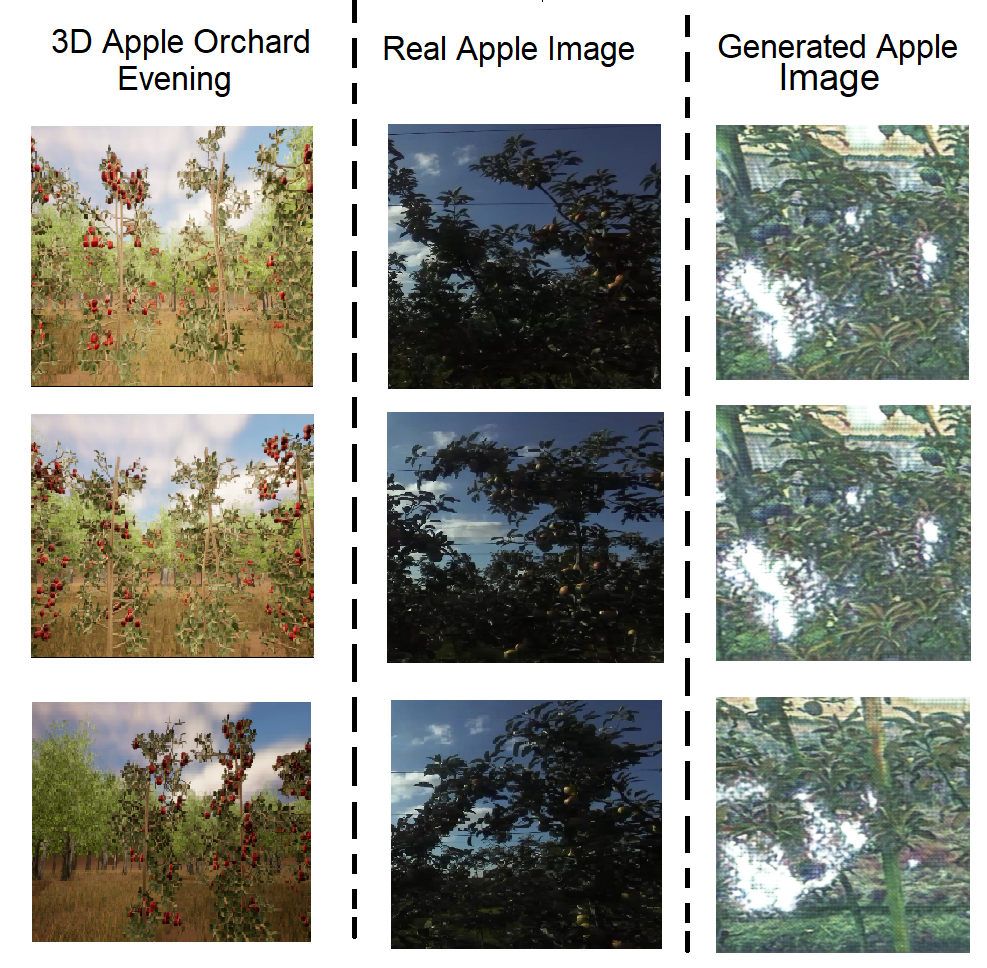 3D Apple Orchard
Evening
Real Apple Image
Generated Apple
Image